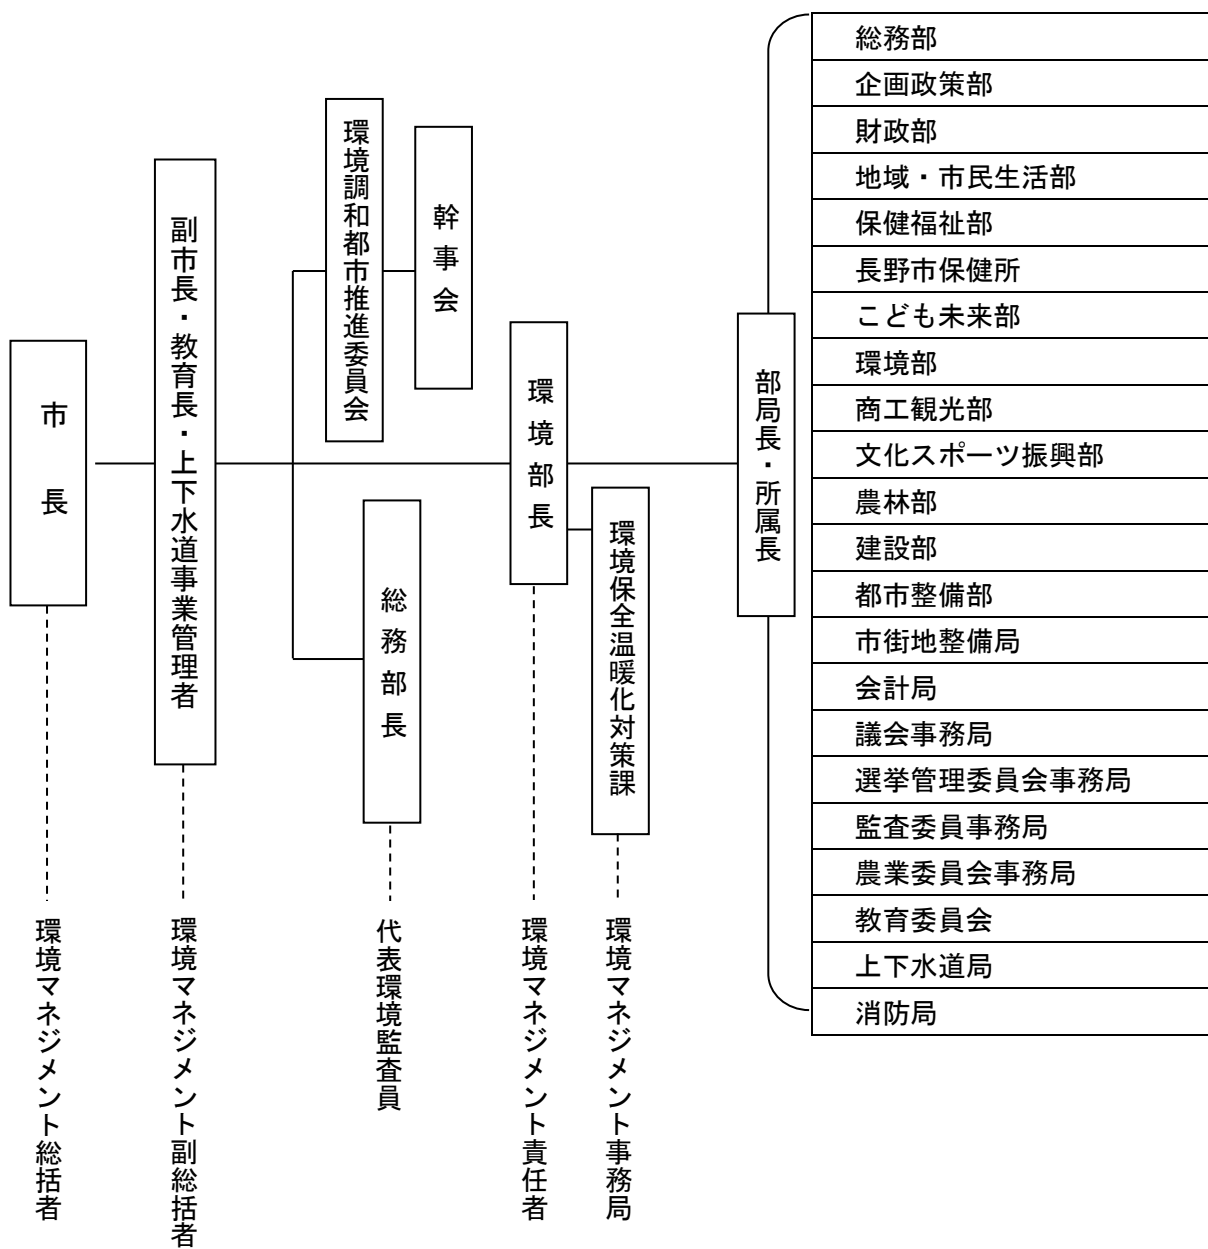 市長
副市長・教育長・上下水道事業管理者
環境調和都市推進委員会
幹事会
総務部長
環境部長
環境保全温暖化対策課
部局長・所属長
総務部
企画政策部
財政部
地域・市民生活部
保健福祉部
長野市保健所
こども未来部
環境部
商工観光部
文化スポーツ振興部
農林部
建設部
都市整備部
市街地整備局
会計局
議会事務局
選挙管理委員会事務局
監査委員事務局
農業委員会事務局
教育委員会
上下水道局
消防局
環境マネジメント総括者
環境マネジメント副総括者
代表環境監査員
環境マネジメント責任者
環境マネジメント事務局